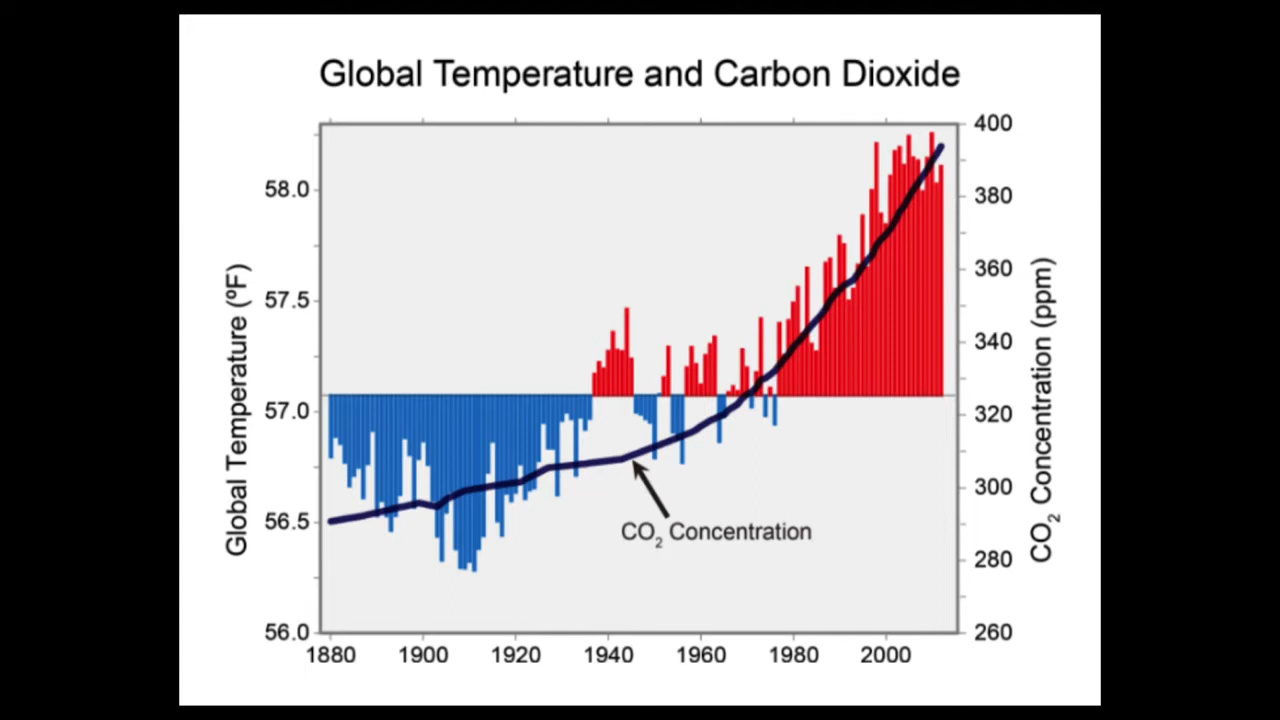 Global Temperature and Carbon Dioxide
Global Temperature (ºF)
58.0
57.5
57.0
56.5
56.0
400
380
360
340
320
300
280
260
CO₂ Concentration (ppm)
CO₂ Concentration
1880 1900 1920 1940 1960 1980 2000